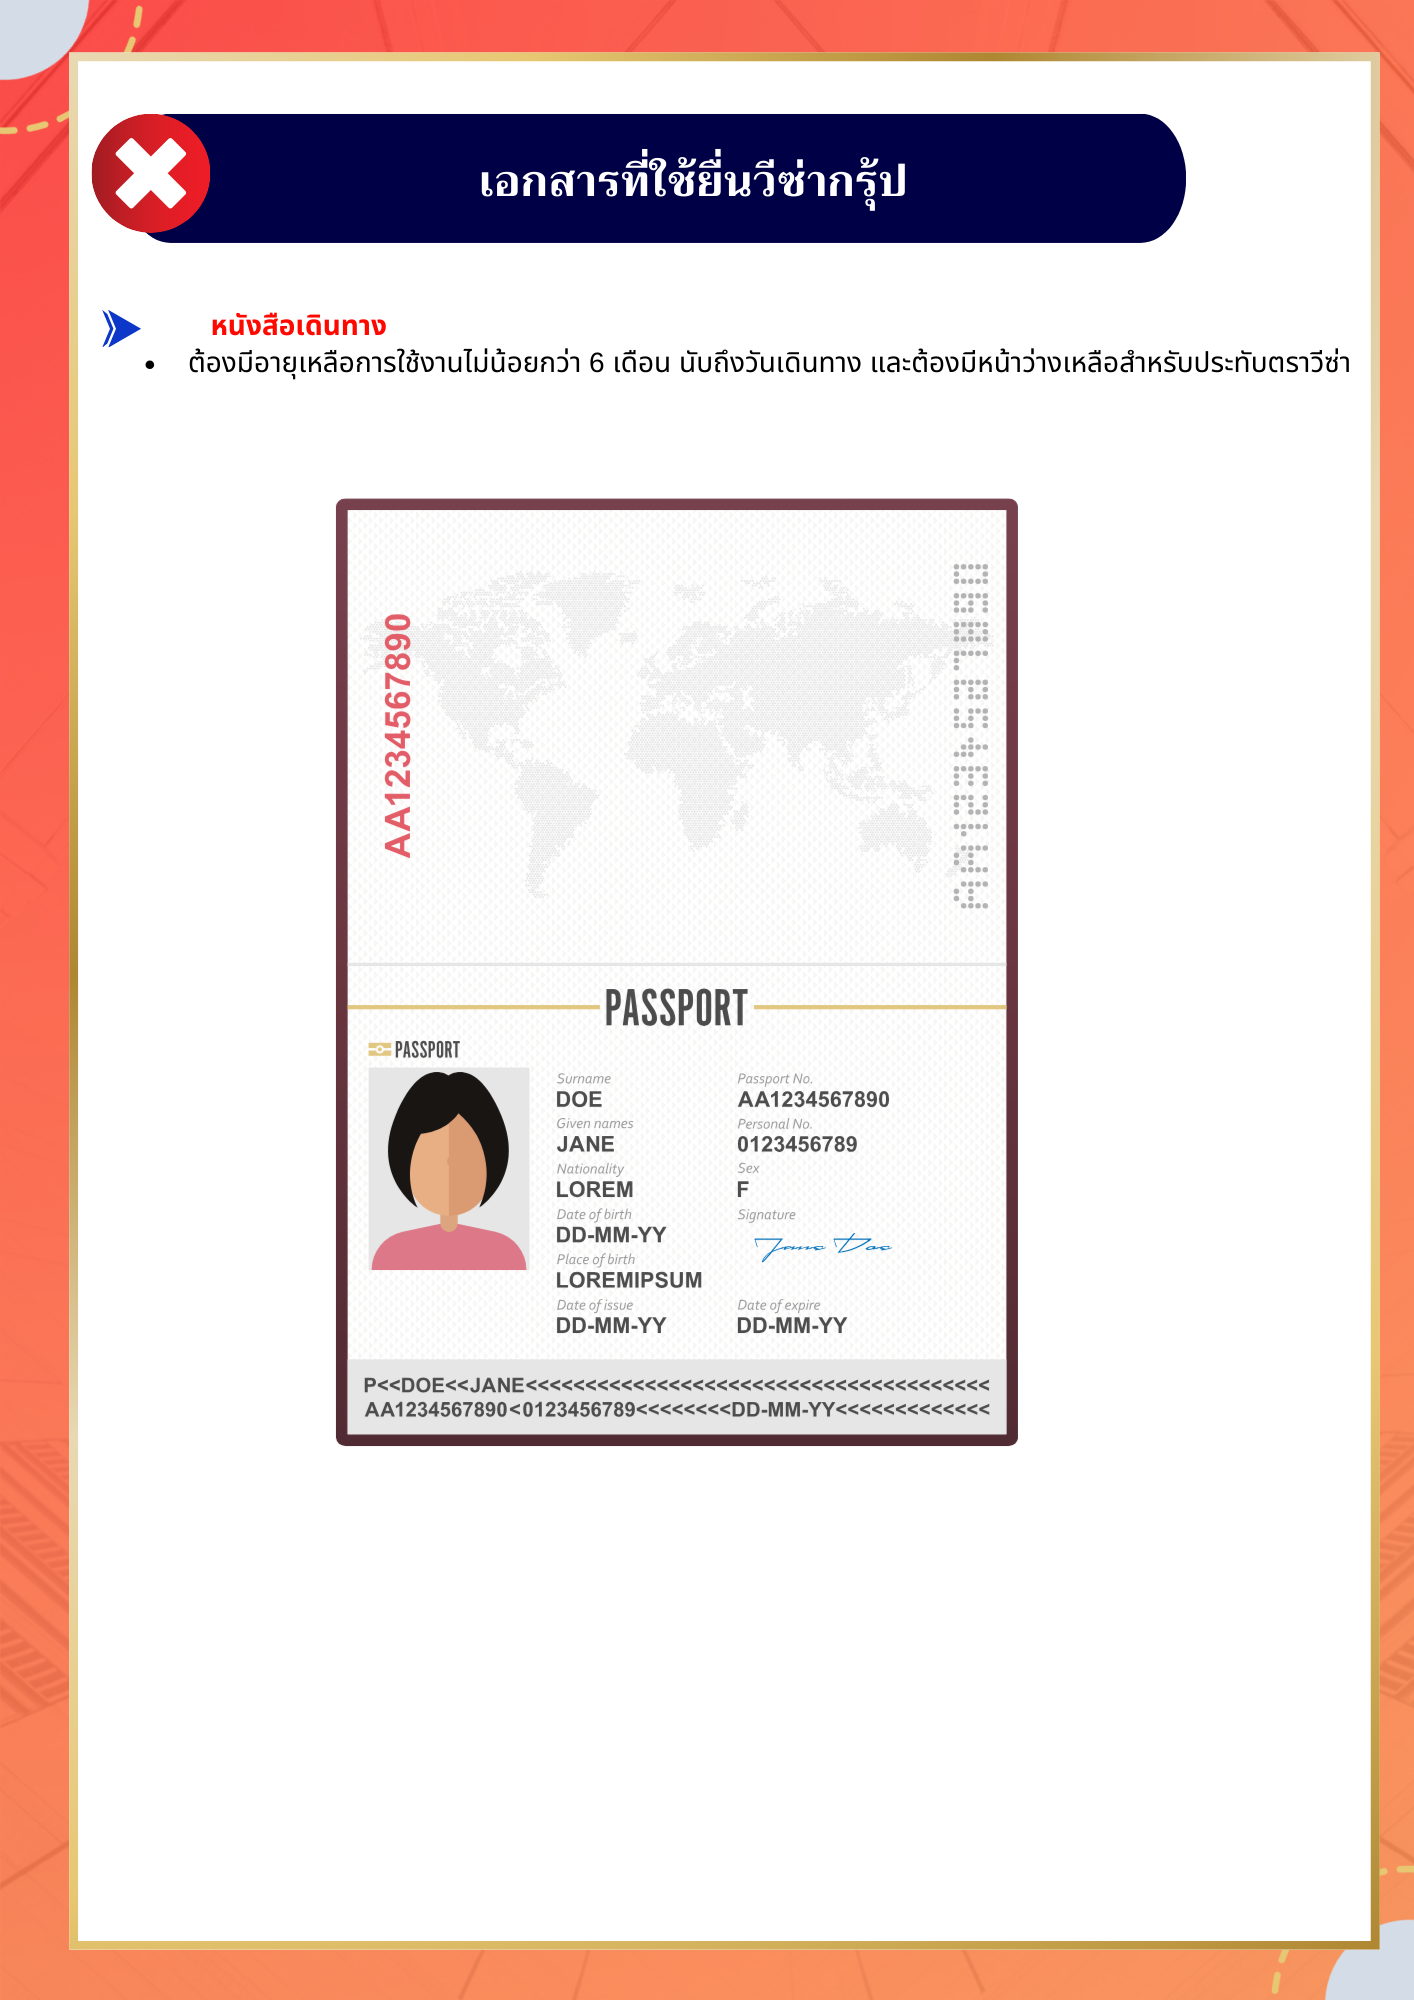 เอกสารที่ใช้ยื่นวีซ่ากรุ้ป
หนังสือเดินทาง
• ต้องมีอายุเหลือการใช้งานไม่น้อยกว่า 6 เดือน นับถึงวันเดินทาง และต้องมีหน้าว่างเหลือสำหรับประทับตราวีซ่า
AA1234567890
AA1234567890
PASSPORT
PASSPORT
Surname
DOE
Given names
JANE
Nationality
LOREM
Date of birth
DD-MM-YY
Place of birth
LOREMIPSUM
Date of issue
DD-MM-YY
Passport No.
AA1234567890
Personal No.
0123456789
Sex
F
Signature
Jane Doe
Date of expire
DD-MM-YY
P<<DOE<<JANE<<<<<<<<<<<<<<<<<<<<<<<<<<<<<<<<<<<<<<<
AA1234567890<0123456789<<<<<<<<DD-MM-YY<<<<<<<<<<<<<